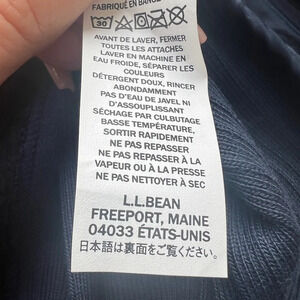 FABRIQUÉ EN BANG
30
AVANT DE LAVER, FERMER
TOUTES LES ATTACHES
LAVER EN MACHINE EN
EAU FROIDE, SÉPARER LES
COULEURS
DÉTERGENT DOUX, RINCER
ABONDAMMENT
PAS D'EAU DE JAVEL NI
D'ASSOUPLISSANT
SÉCHAGE PAR CULBUTAGE
BASSE TEMPÉRATURE,
SORTIR RAPIDEMENT
NE PAS REPASSER
NE PAS REPASSER À LA
VAPEUR OU À LA PRESSE
NE PAS NETTOYER À SEC
L.L.BEAN
FREEPORT, MAINE
04033 ÉTATS-UNIS
日本語は裏面をご覧ください。